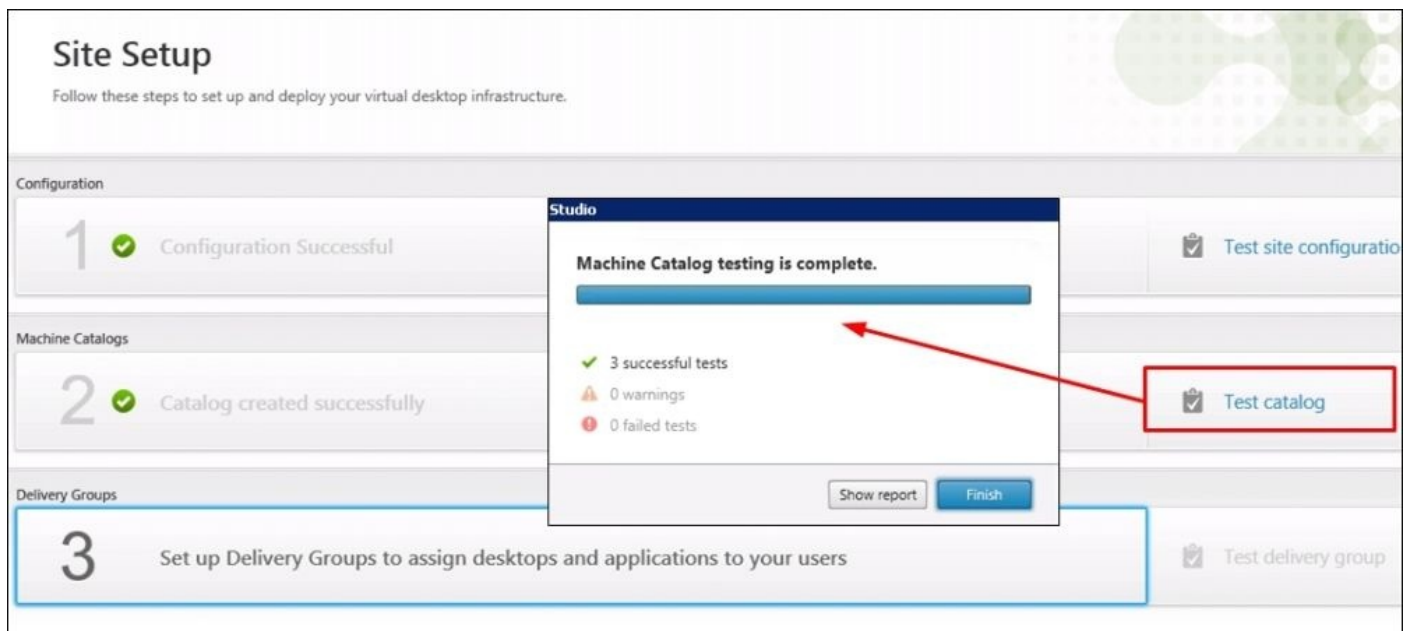 Site Setup
Follow these steps to set up and deploy your virtual desktop infrastructure.
Configuration
1 Configuration Successful
Test site configuratio
Studio
Machine Catalog testing is complete.
3 successful tests
0 warnings
0 failed tests
Show report Finish
Machine Catalogs
2 Catalog created successfully
Test catalog
Delivery Groups
3 Set up Delivery Groups to assign desktops and applications to your users
Test delivery group